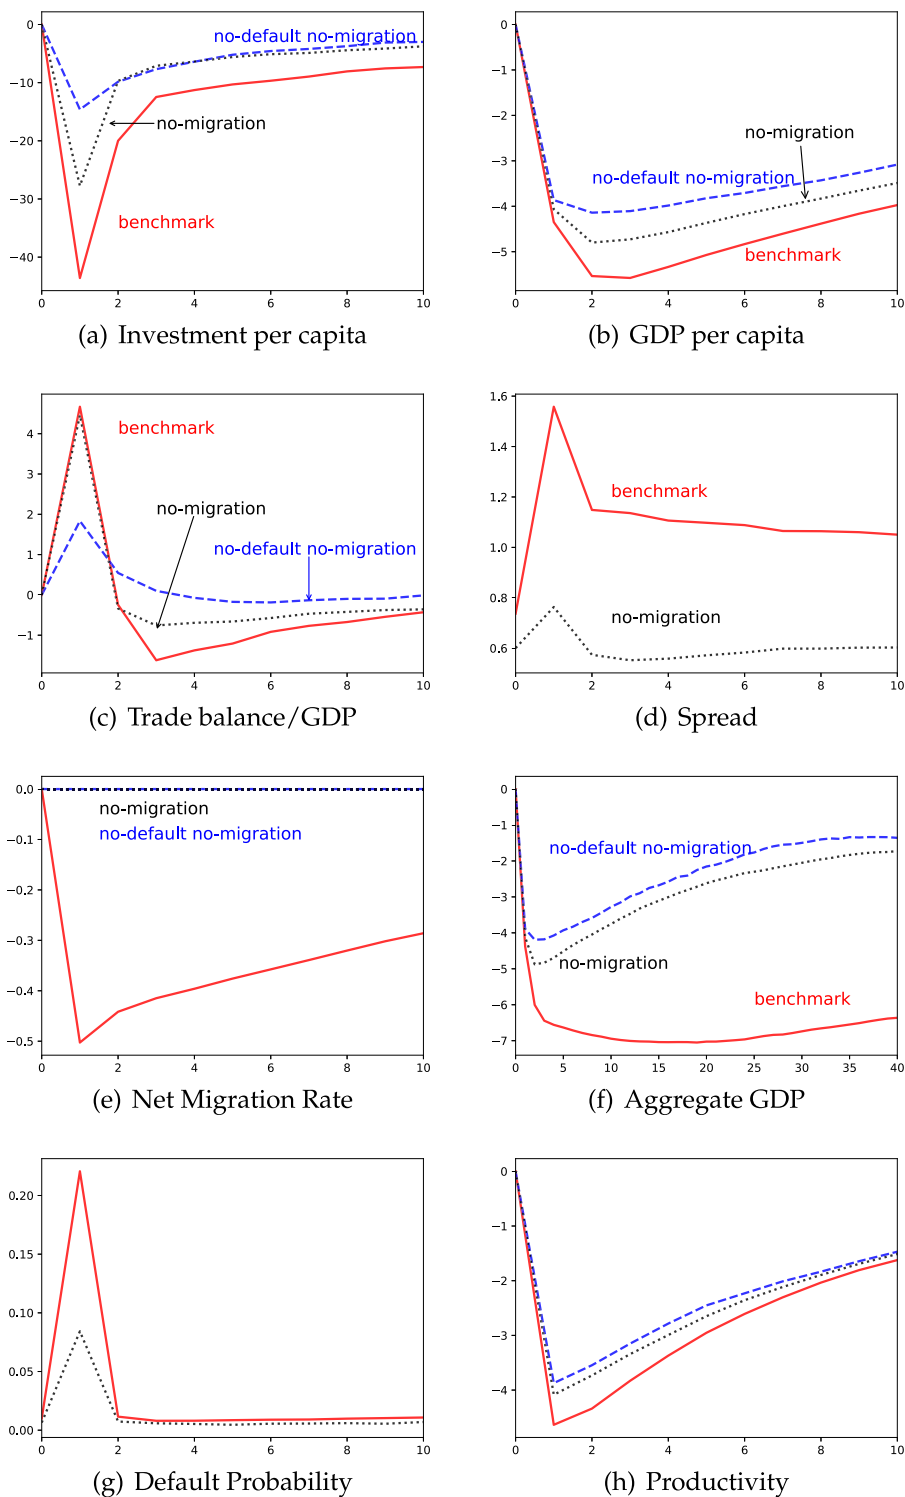 0
−10
−20
−30
−40
0 2 4 6 8 10
no-default no-migration
no-migration
benchmark
(a) Investment per capita
0
−1
−2
−3
−4
−5
0 2 4 6 8 10
no-migration
no-default no-migration
benchmark
(b) GDP per capita
4
3
2
1
0
−1
0 2 4 6 8 10
benchmark
no-migration
no-default no-migration
(c) Trade balance/GDP
1.6
1.4
1.2
1.0
0.8
0.6
0 2 4 6 8 10
benchmark
no-migration
(d) Spread
0.0
−0.1
−0.2
−0.3
−0.4
−0.5
0 2 4 6 8 10
no-migration
no-default no-migration
(e) Net Migration Rate
0
−1
−2
−3
−4
−5
−6
−7
0 5 10 15 20 25 30 35 40
no-default no-migration
no-migration
benchmark
(f) Aggregate GDP
0.20
0.15
0.10
0.05
0.00
0 2 4 6 8 10
(g) Default Probability
0
−1
−2
−3
−4
0 2 4 6 8 10
(h) Productivity